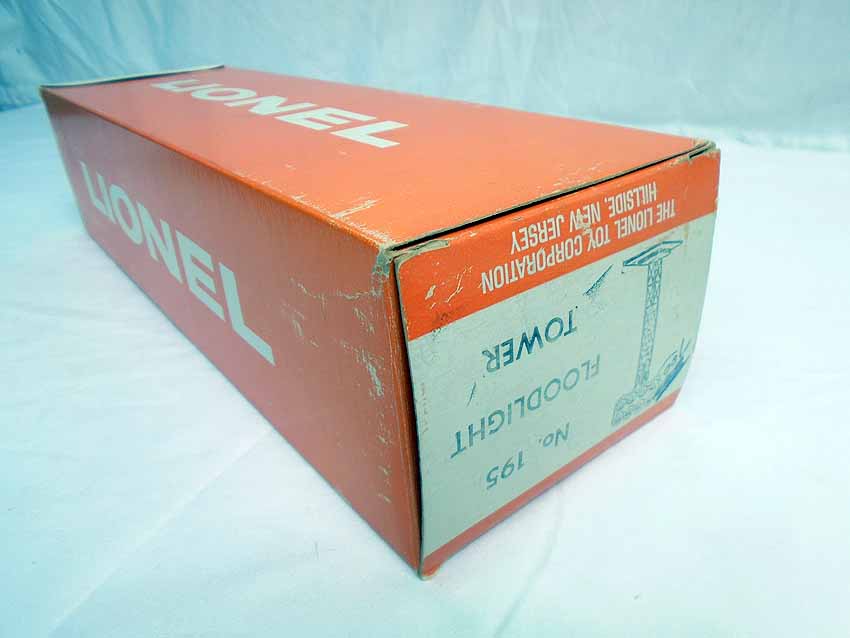 LIONEL
LIONEL
No. 195
FLOODLIGHT
TOWER
THE LIONEL TOY CORPORATION
HILLSIDE, NEW JERSEY